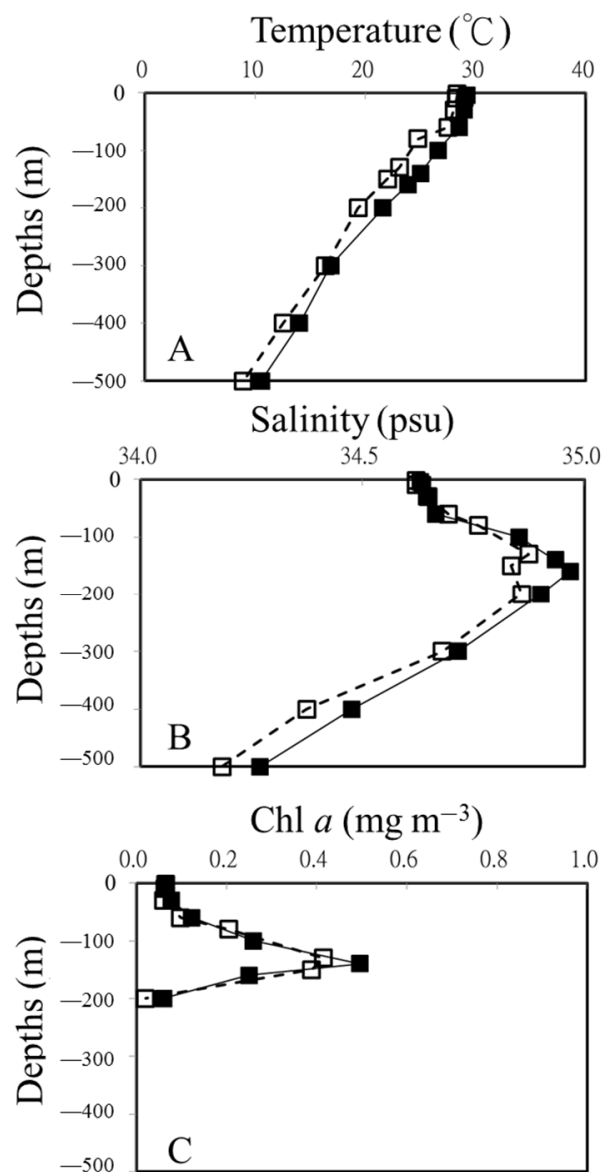 Temperature (℃)
0 10 20 30 40
0
—100
—200
—300
—400
—500
Depths (m)
A
Salinity (psu)
34.0 34.5 35.0
0
—100
—200
—300
—400
—500
Depths (m)
B
Chl a (mg m⁻³)
0.0 0.2 0.4 0.6 0.8 1.0
0
—100
—200
—300
—400
—500
Depths (m)
C